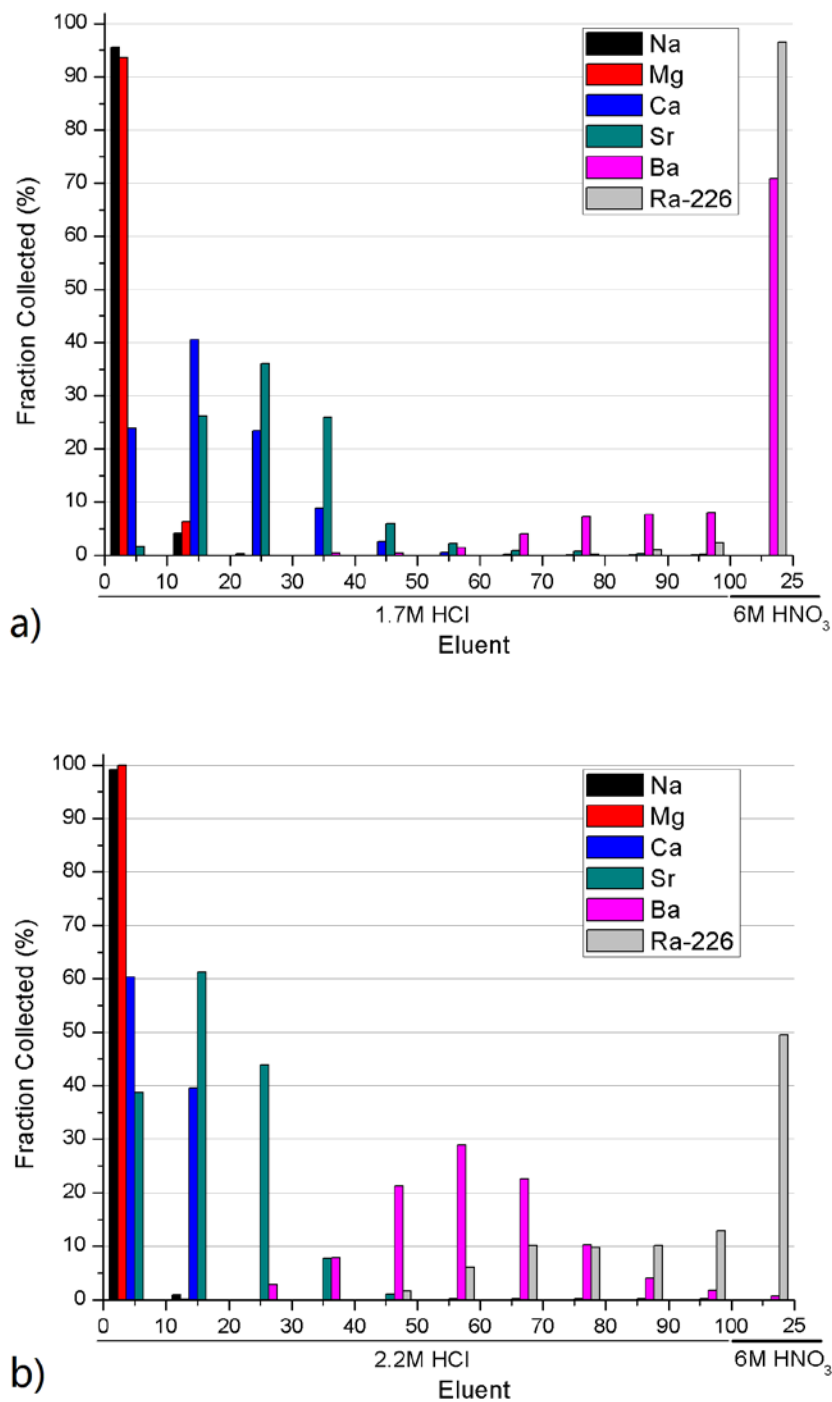 100
90
80
70
60
50
40
30
20
10
0
Fraction Collected (%)
Na
Mg
Ca
Sr
Ba
Ra-226
0 10 20 30 40 50 60 70 80 90 100 25
1.7M HCl 6M HNO₃
Eluent
a)
100
90
80
70
60
50
40
30
20
10
0
Fraction Collected (%)
Na
Mg
Ca
Sr
Ba
Ra-226
0 10 20 30 40 50 60 70 80 90 100 25
2.2M HCl 6M HNO₃
Eluent
b)